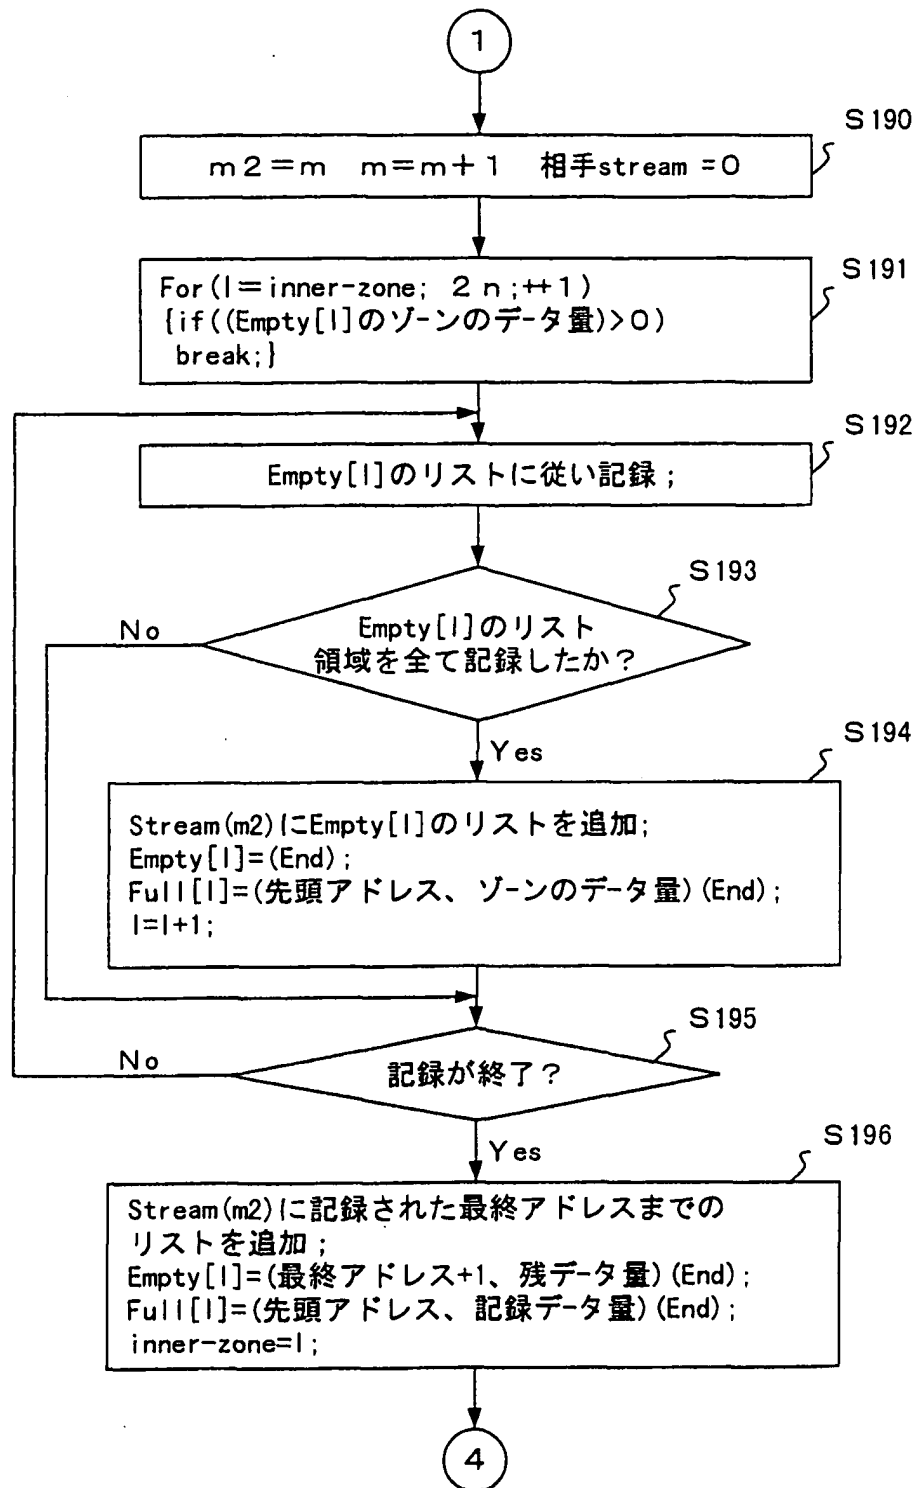 1
S190
m2=m m=m+1 相手stream =0
S191
For(l=inner-zone; 2n;++1)
{if((Empty[l]のゾーンのデータ量)>0)
break;}
S192
Empty[l]のリストに従い記録;
S193
No
Empty[l]のリスト
領域を全て記録したか?
Yes
S194
Stream(m2)にEmpty[l]のリストを追加;
Empty[l]=(End);
Full[l]=(先頭アドレス、ゾーンのデータ量)(End);
l=l+1;
S195
No
記録が終了?
Yes
S196
Stream(m2)に記録された最終アドレスまでの
リストを追加;
Empty[l]=(最終アドレス+1、残データ量)(End);
Full[l]=(先頭アドレス、記録データ量)(End);
inner-zone=l;
4